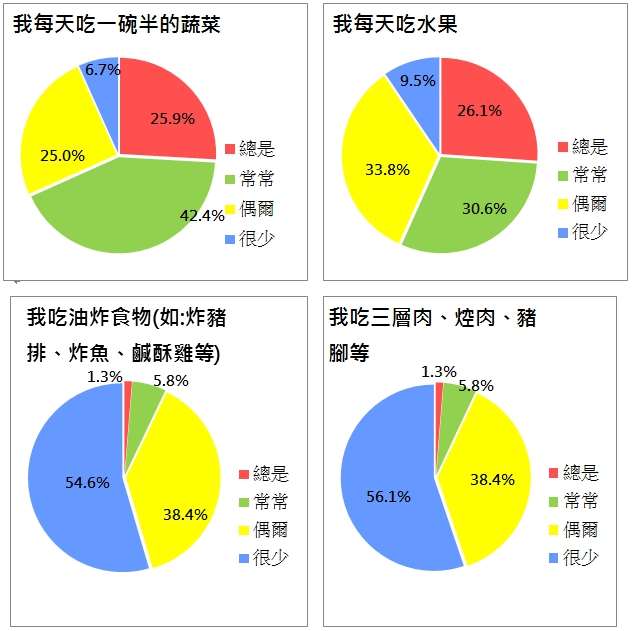 我每天吃一碗半的蔬菜
6.7%
25.9%
25.0%
42.4%
總是
常常
偶爾
很少
我每天吃水果
9.5%
26.1%
33.8%
30.6%
總是
常常
偶爾
很少
我吃油炸食物(如:炸豬
排、炸魚、鹹酥雞等)
1.3%
5.8%
54.6%
38.4%
總是
常常
偶爾
很少
我吃三層肉、焢肉、豬
腳等
1.3%
5.8%
38.4%
56.1%
總是
常常
偶爾
很少